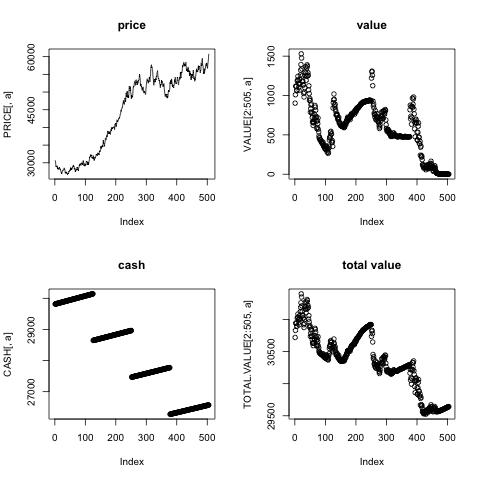 price
PRICE[, a]
60000
45000
30000
0 100 200 300 400 500
Index
value
VALUE[2:505, a]
1500
1000
500
0
0 100 200 300 400 500
Index
cash
CASH[, a]
29000
27000
0 100 200 300 400 500
Index
total value
TOTAL.VALUE[2:505, a]
30500
29500
0 100 200 300 400 500
Index